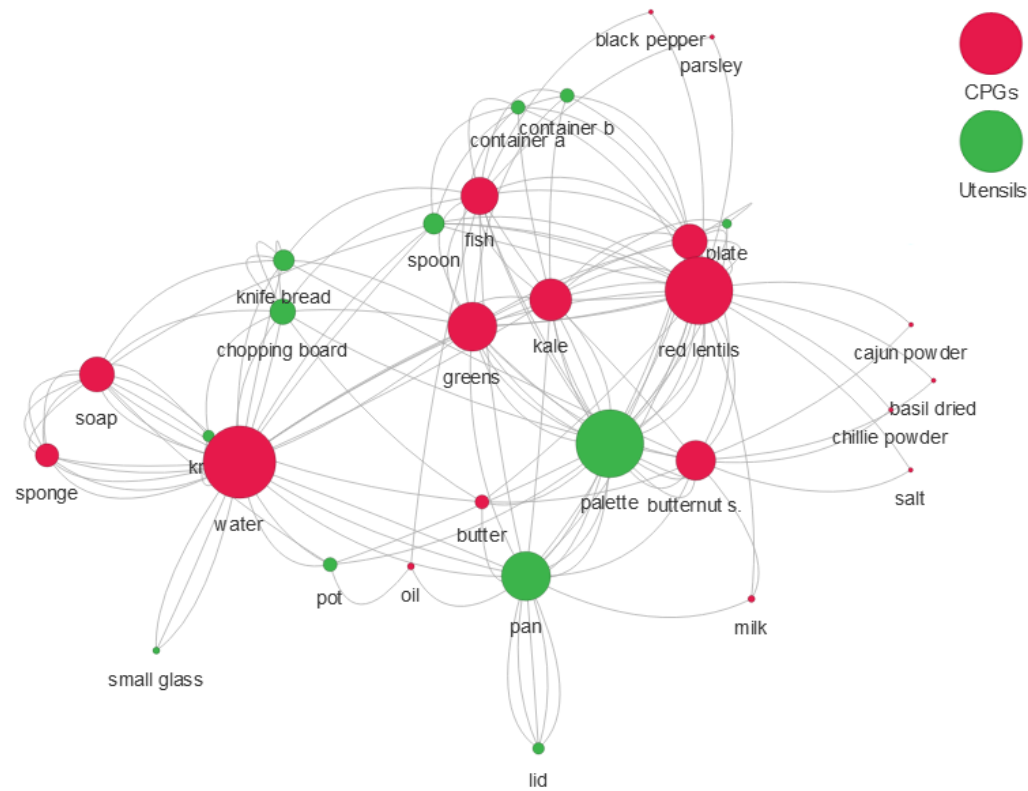 black pepper
parsley
CPGs
container b
container a
Utensils
fish
plate
spoon
knife bread
kale
red lentils
chopping board
cajun powder
greens
basil dried
soap
chillie powder
sponge
palette
butternut s.
salt
water
butter
pot
oil
pan
milk
small glass
lid